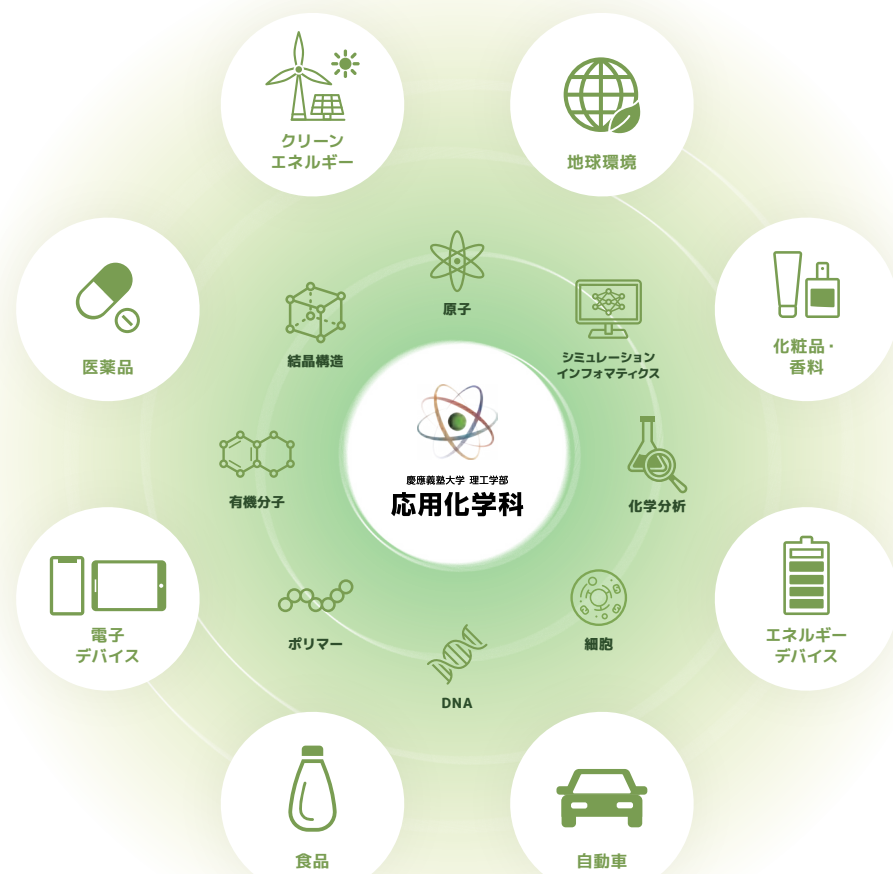 クリーン
エネルギー
地球環境
医薬品
化粧品・
香料
原子
結晶構造
シミュレーション
インフォマティクス
慶應義塾大学 理工学部
応用化学科
有機分子
化学分析
電子
デバイス
ポリマー
細胞
エネルギー
デバイス
DNA
食品
自動車